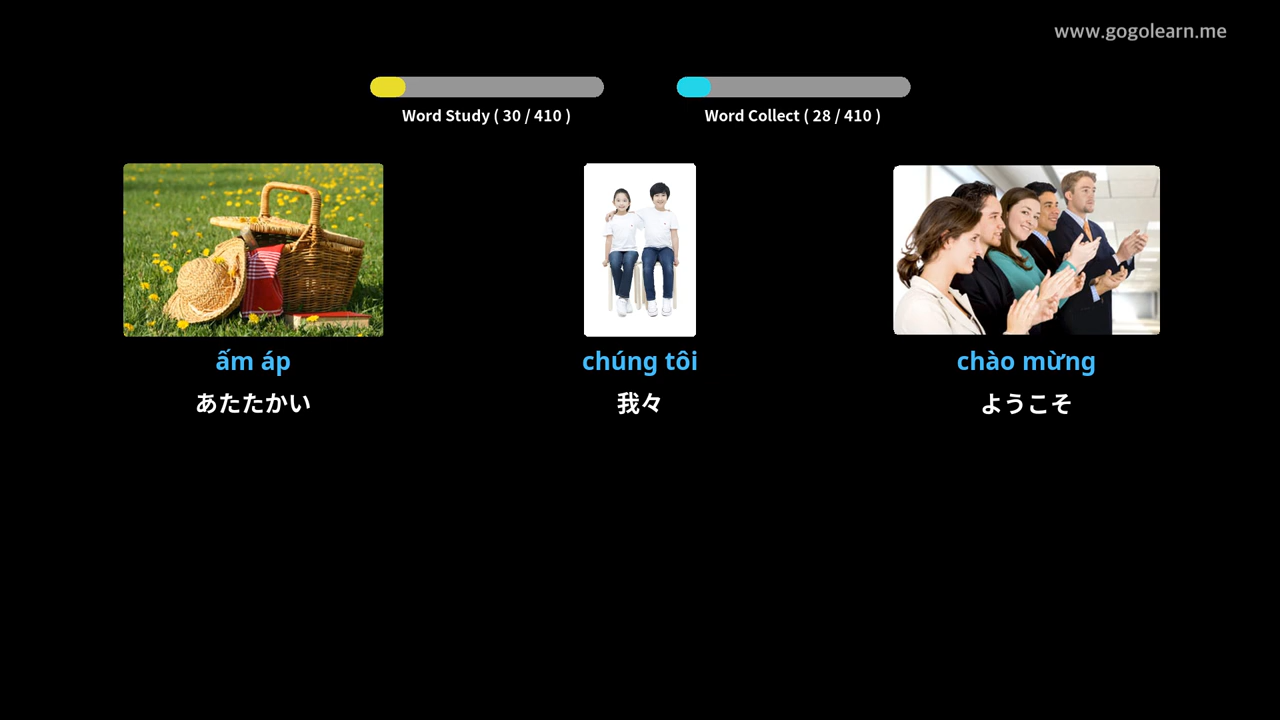 www.gogolearn.me
Word Study ( 30 / 410 )
Word Collect ( 28 / 410 )
ấm áp
chúng tôi
chào mừng
あたたかい
我々
ようこそ